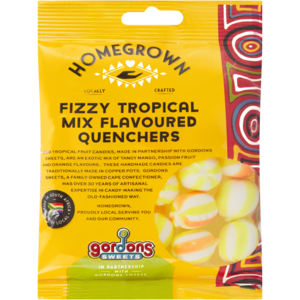 HOMEGROWN
LOCALLY CRAFTED
FIZZY TROPICAL
MIX FLAVOURED
QUENCHERS
TROPICAL FRUIT CANDIES, MADE IN PARTNERSHIP WITH GORDONS
SWEETS, ARE AN EXOTIC MIX OF TANGY MANGO, PASSION FRUIT
AND ORANGE FLAVOURS. THESE HANDMADE CANDIES ARE
TRADITIONALLY MADE IN COPPER POTS. GORDONS
SWEETS, A FAMILY OWNED CAPE CONFECTIONER,
HAS OVER 30 YEARS OF ARTISANAL
EXPERTISE IN CANDY-MAKING THE
OLD-FASHIONED WAY.
HOMEGROWN,
PROUDLY LOCAL SERVING YOU
AND OUR COMMUNITY.
SOUTH
gordons
SWEETS
IN PARTNERSHIP
WITH
GORDONS SWEETS